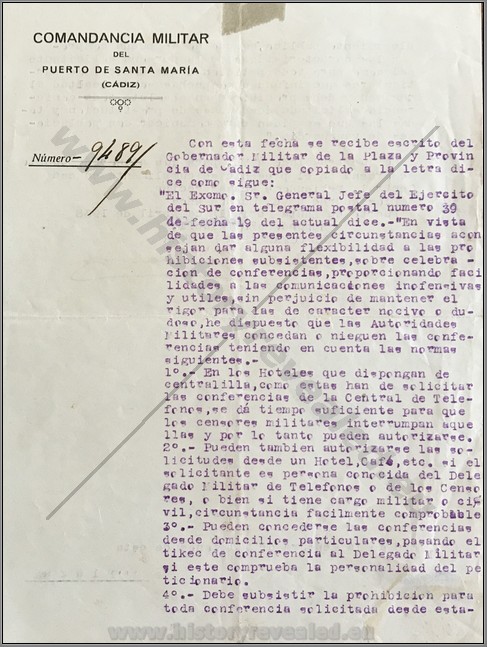 COMANDANCIA MILITAR
DEL
PUERTO DE SANTA MARÍA
(CÁDIZ)
Número- 9489/
Con esta fecha se recibe escrito del
Gobernador Militar de la Plaza y Provin
cia de Cadiz que copiado a la letra di-
ce como sigue:
"El Excmo. Sr. General Jefe del Ejercito
del Sur en telegrama postal numero 39
de fecha 19 del actual dice.-"En vista
de que las presentes circunstancias acon
sejan dar alguna flexibilidad a las pro
hibiciones subsistentes, sobre celebra -
cion de conferencias,proporcionando faci
lidades a las comunicaciones inofensivas
y utiles, sin perjuicio de mantener el
rigor para las de caracter nocivo o du-
doso,he dispuesto que las Autoridades
Militares concedan o nieguen las confe-
rencias teniendo en cuenta las normas
siguientes.-
1º.- En los Hoteles que dispongan de
centralilla,como estas han de solicitar
las conferencias de la Central de Tele-
fonos,se dá tiempo suficiente para que
los censores militares interrumpan aque
llas y por lo tanto pueden autorizarse.
2º.- Pueden tambien autorizarse las so-
licitudes desde un Hotel,Café,etc. si el
solicitante es persona conocida del Dele
gado Militar de Telefonos o de los Censo
res, o bien si tiene cargo militar o ci-
vil,circunstancia facilmente comprobable
3º.- Pueden concederse las conferencias
desde domicilios particulares,pasando el
tikec de conferencia al Delegado Militar
si este comprueba la personalidad del pe
ticionario.
4º.- Debe subsistir la prohibicion para
toda conferencia solicitada desde esta-
www.historyrevealed.eu